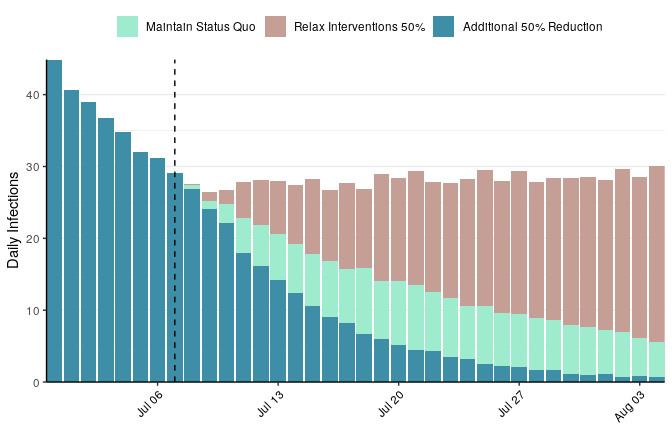 Maintain Status Quo Relax Interventions 50% Additional 50% Reduction
Daily Infections
40
30
20
10
0
Jul 06 Jul 13 Jul 20 Jul 27 Aug 03